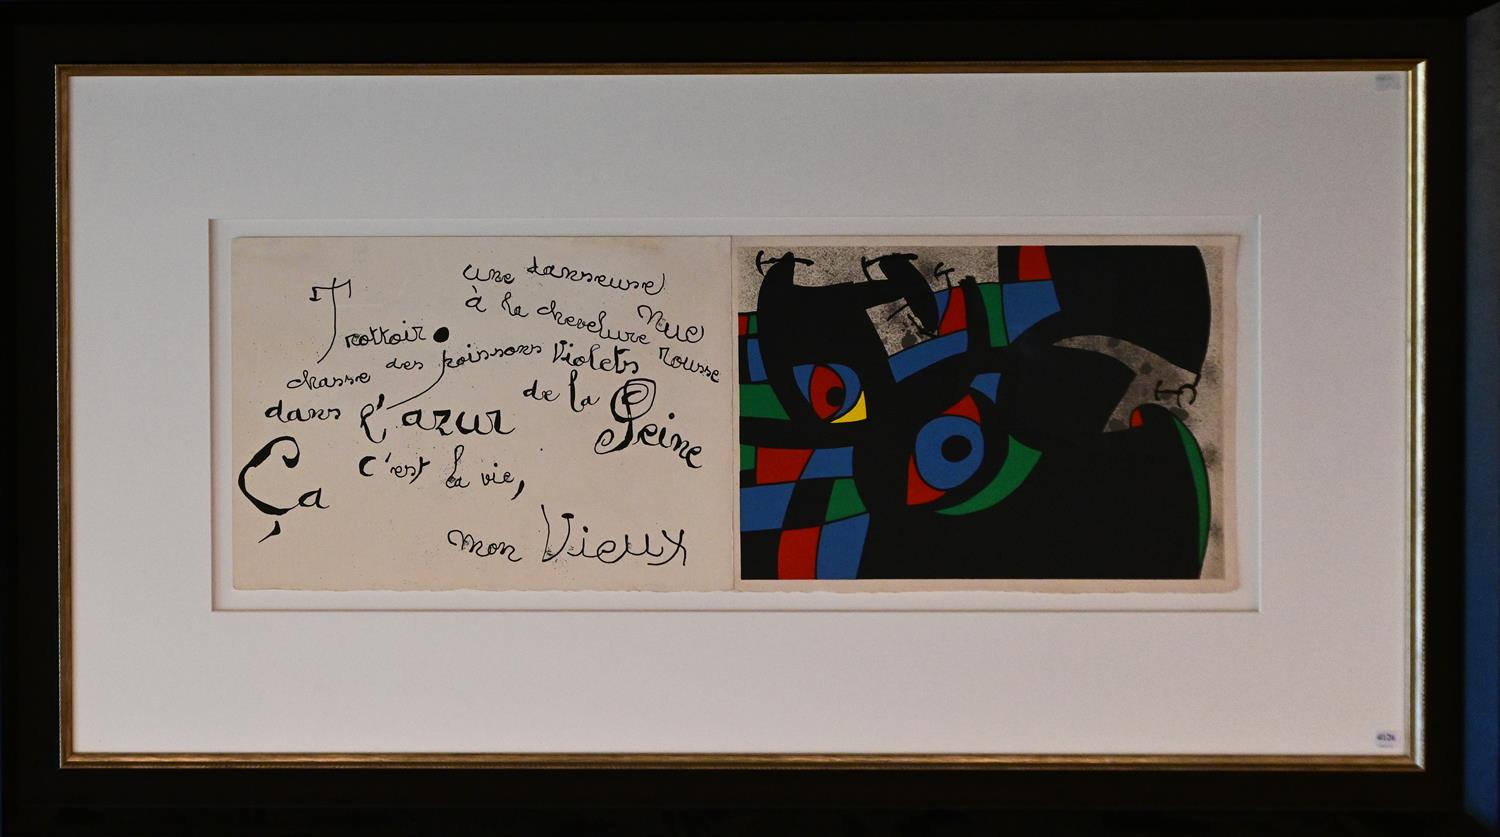 Trottoir.
une danseuse
Nue
à la chevelure rousse
chasse des poissons Violets
dans l'azur de la Seine
Ça c'est la vie,
mon Vieux